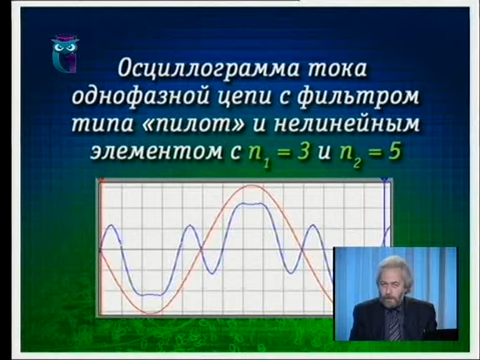 Осциллограмма тока
однофазной цепи с фильтром
типа «пилот» и нелинейным
элементом с n₁ = 3 и n₂ = 5